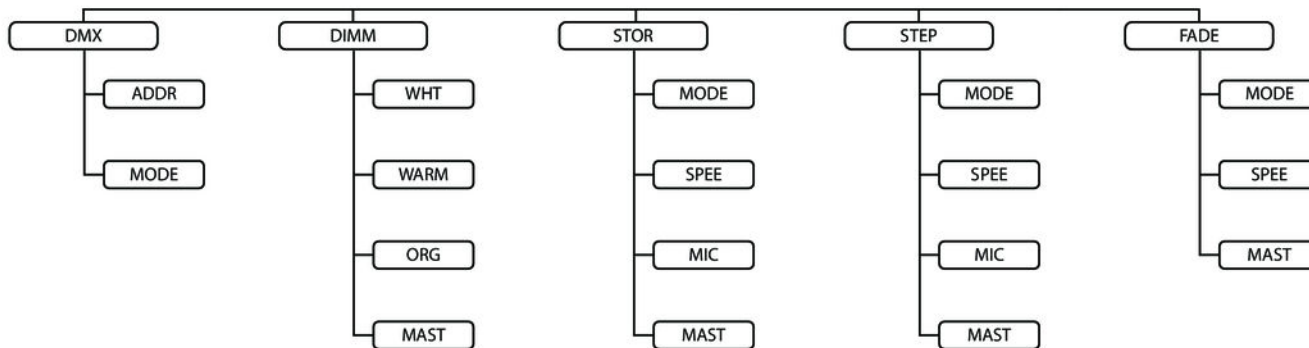 DMX
DIMM
STOR
STEP
FADE
ADDR
WHT
MODE
MODE
MODE
MODE
WARM
SPEE
SPEE
SPEE
ORG
MIC
MIC
MAST
MAST
MAST
MAST